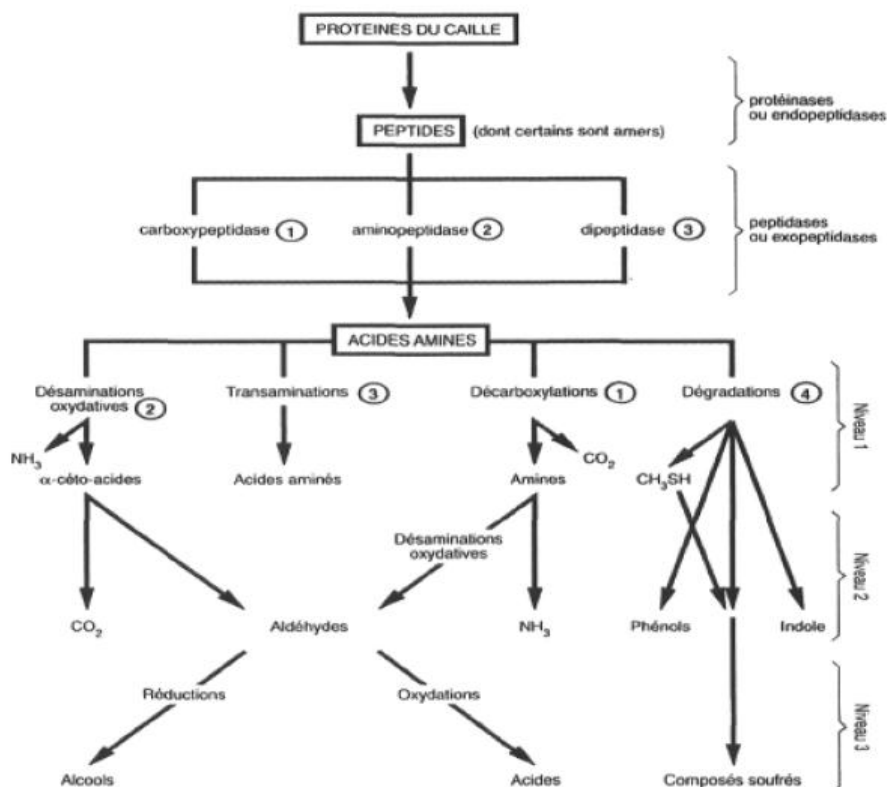 PROTEINES DU CAILLE
protéinases
ou endopeptidases
PEPTIDES (dont certains sont amers)
carboxypeptidase 1
aminopeptidase 2
dipeptidase 3
peptidases
ou exopeptidases
ACIDES AMINES
Désaminations
oxydatives 2
Transaminations 3
Décarboxylations 1
Dégradations 4
Niveau 1
NH₃
α-céto-acides
Acides aminés
Amines
CO₂
CH₃SH
Désaminations
oxydatives
Niveau 2
CO₂
Aldéhydes
NH₃
Phénols
Indole
Réductions
Oxydations
Niveau 3
Alcools
Acides
Composés soufrés